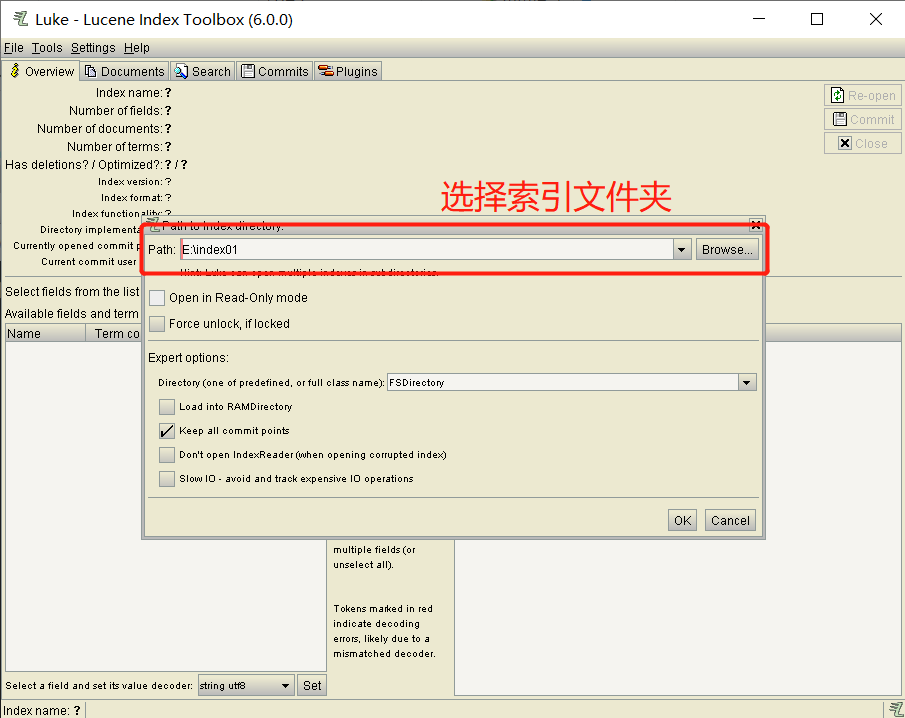 Luke - Lucene Index Toolbox (6.0.0)
File Tools Settings Help
Overview Documents Search Commits Plugins
Index name: ?
Number of fields: ?
Number of documents: ?
Number of terms: ?
Has deletions? / Optimized?: ? / ?
Index version: ?
Index format: ?
Index functionality: ?
Directory implementa
Currently opened commit p
Current commit user
Re-open
Commit
Close
选择索引文件夹
Path to index directory:
Path: E:\index01 Browse...
Hint: Luke can open multiple indexes in subdirectories.
Open in Read-Only mode
Force unlock, if locked
Expert options:
Directory (one of predefined, or full class name): FSDirectory
Load into RAMDirectory
Keep all commit points
Don't open IndexReader (when opening corrupted index)
Slow IO - avoid and track expensive IO operations
OK Cancel
Select fields from the list
Available fields and term
Name Term co
multiple fields (or
unselect all).
Tokens marked in red
indicate decoding
errors, likely due to a
mismatched decoder.
Select a field and set its value decoder: string utf8 Set
Index name: ?